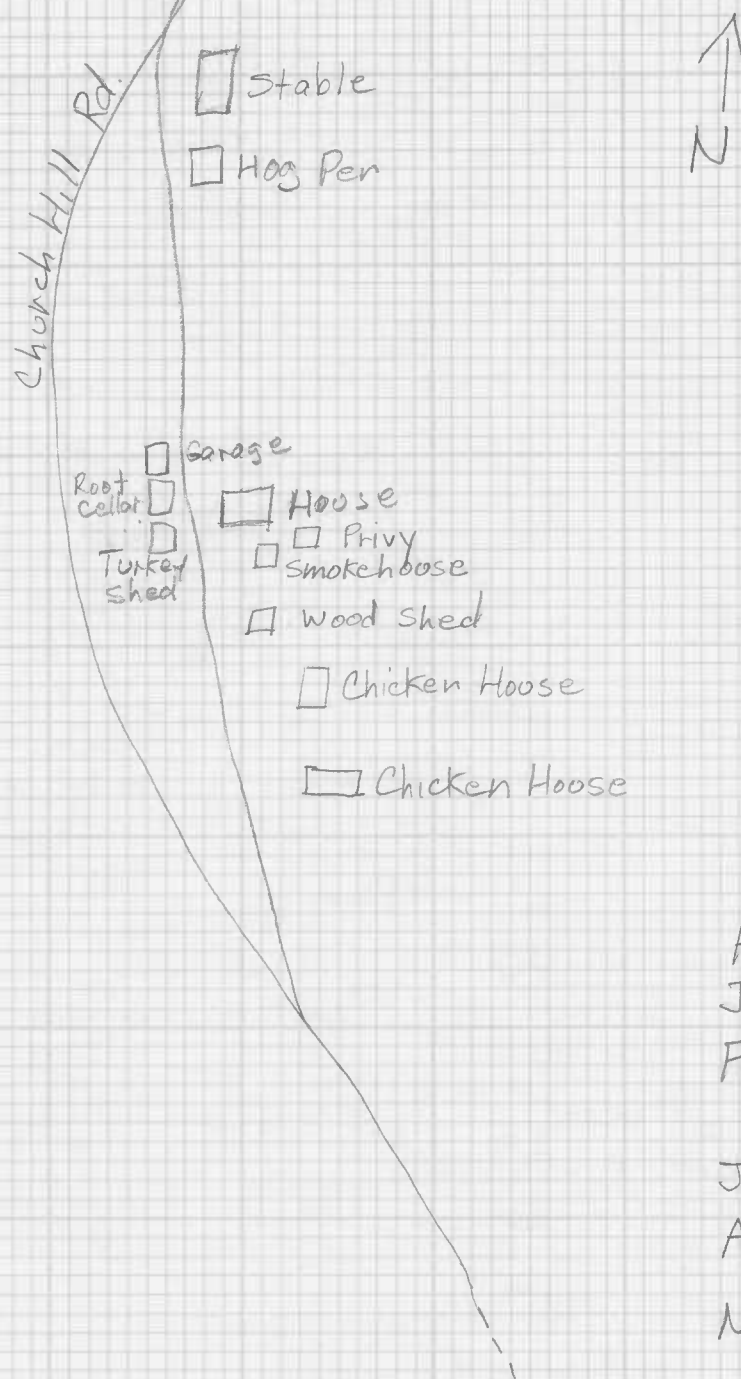 Church Hill Rd.
Stable
N
Hog Pen
Garage
Root
Cellar
House
Privy
Turkey
Shed
Smokehouse
Wood Shed
Chicken House
Chicken House
J
J